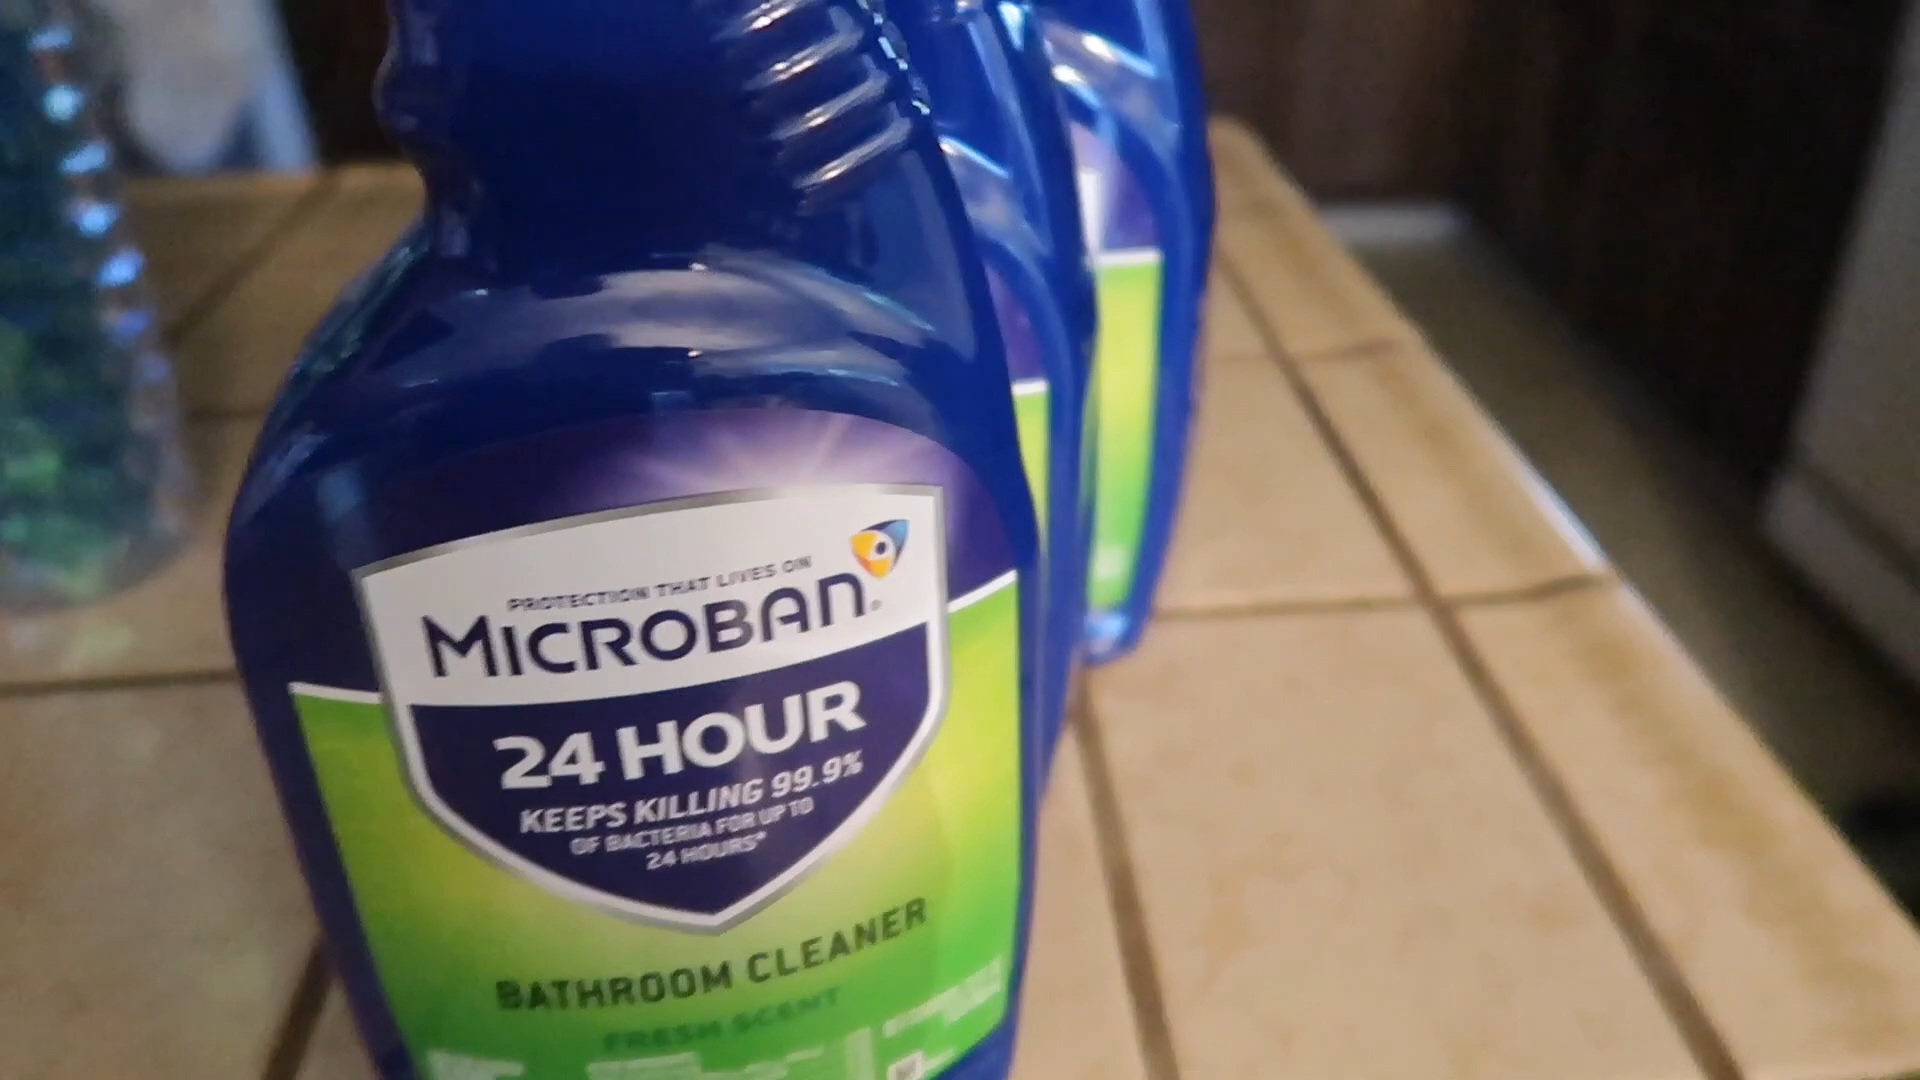 PROTECTION THAT LIVES ON
MICROBAN
24 HOUR
KEEPS KILLING 99.9%
OF BACTERIA FOR UP TO
24 HOURS*
BATHROOM CLEANER
FRESH SCENT